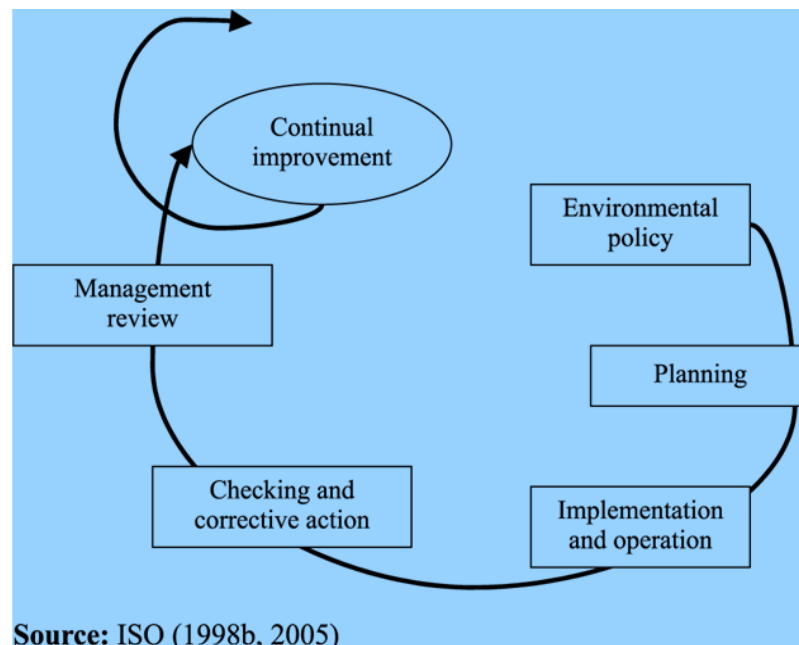 Continual
improvement
Environmental
policy
Management
review
Planning
Checking and
corrective action
Implementation
and operation
Source: ISO (1998b, 2005)